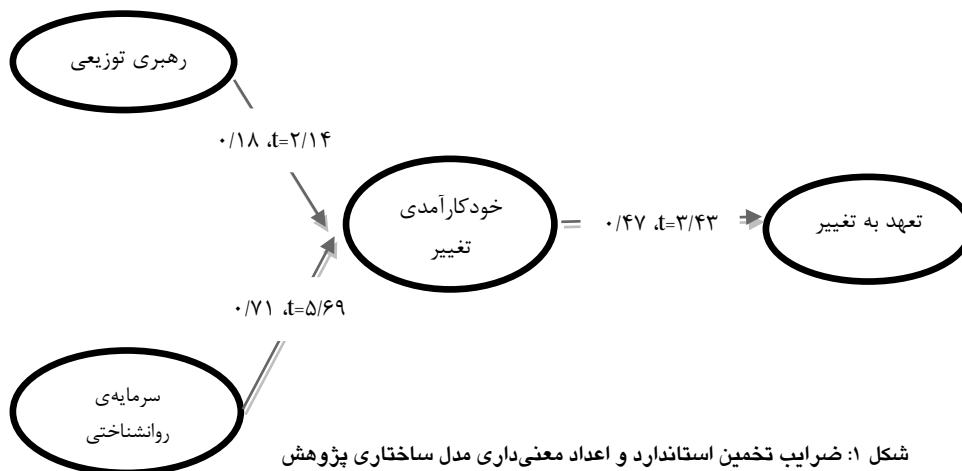 رهبری توزیعی
۰/۱۸ ،t=۲/۱۴
خودکارآمدی
تغییر
۰/۴۷ ،t=۳/۴۳
تعهد به تغییر
۰/۷۱ ،t=۵/۶۹
سرمایه‌ی
روانشناختی
شکل ۱: ضرایب تخمین استاندارد و اعداد معنی‌داری مدل ساختاری پژوهش